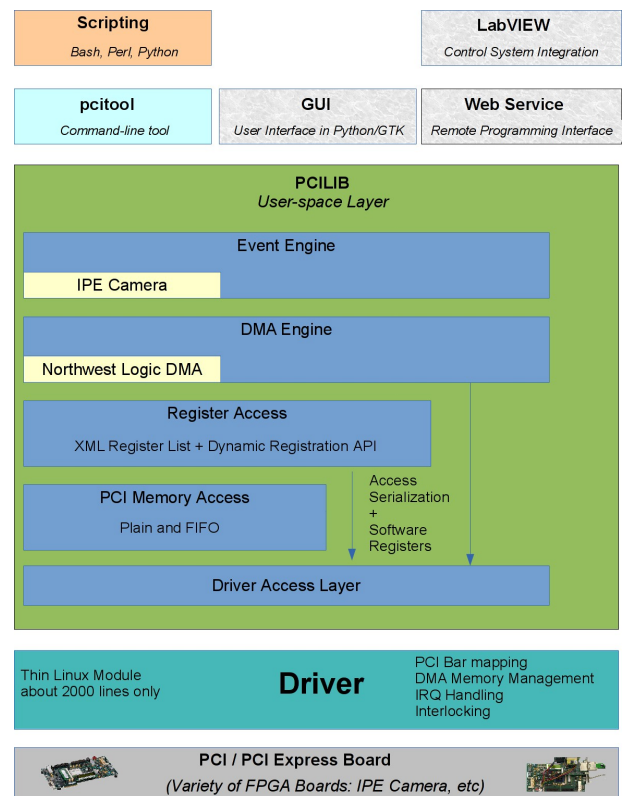 Scripting
Bash, Perl, Python
LabVIEW
Control System Integration
pcitool
Command-line tool
GUI
User Interface in Python/GTK
Web Service
Remote Programming Interface
PCILIB
User-space Layer
Event Engine
IPE Camera
DMA Engine
Northwest Logic DMA
Register Access
XML Register List + Dynamic Registration API
PCI Memory Access
Plain and FIFO
Access
Serialization
+
Software
Registers
Driver Access Layer
Thin Linux Module
about 2000 lines only
Driver
PCI Bar mapping
DMA Memory Management
IRQ Handling
Interlocking
PCI / PCI Express Board
(Variety of FPGA Boards: IPE Camera, etc)